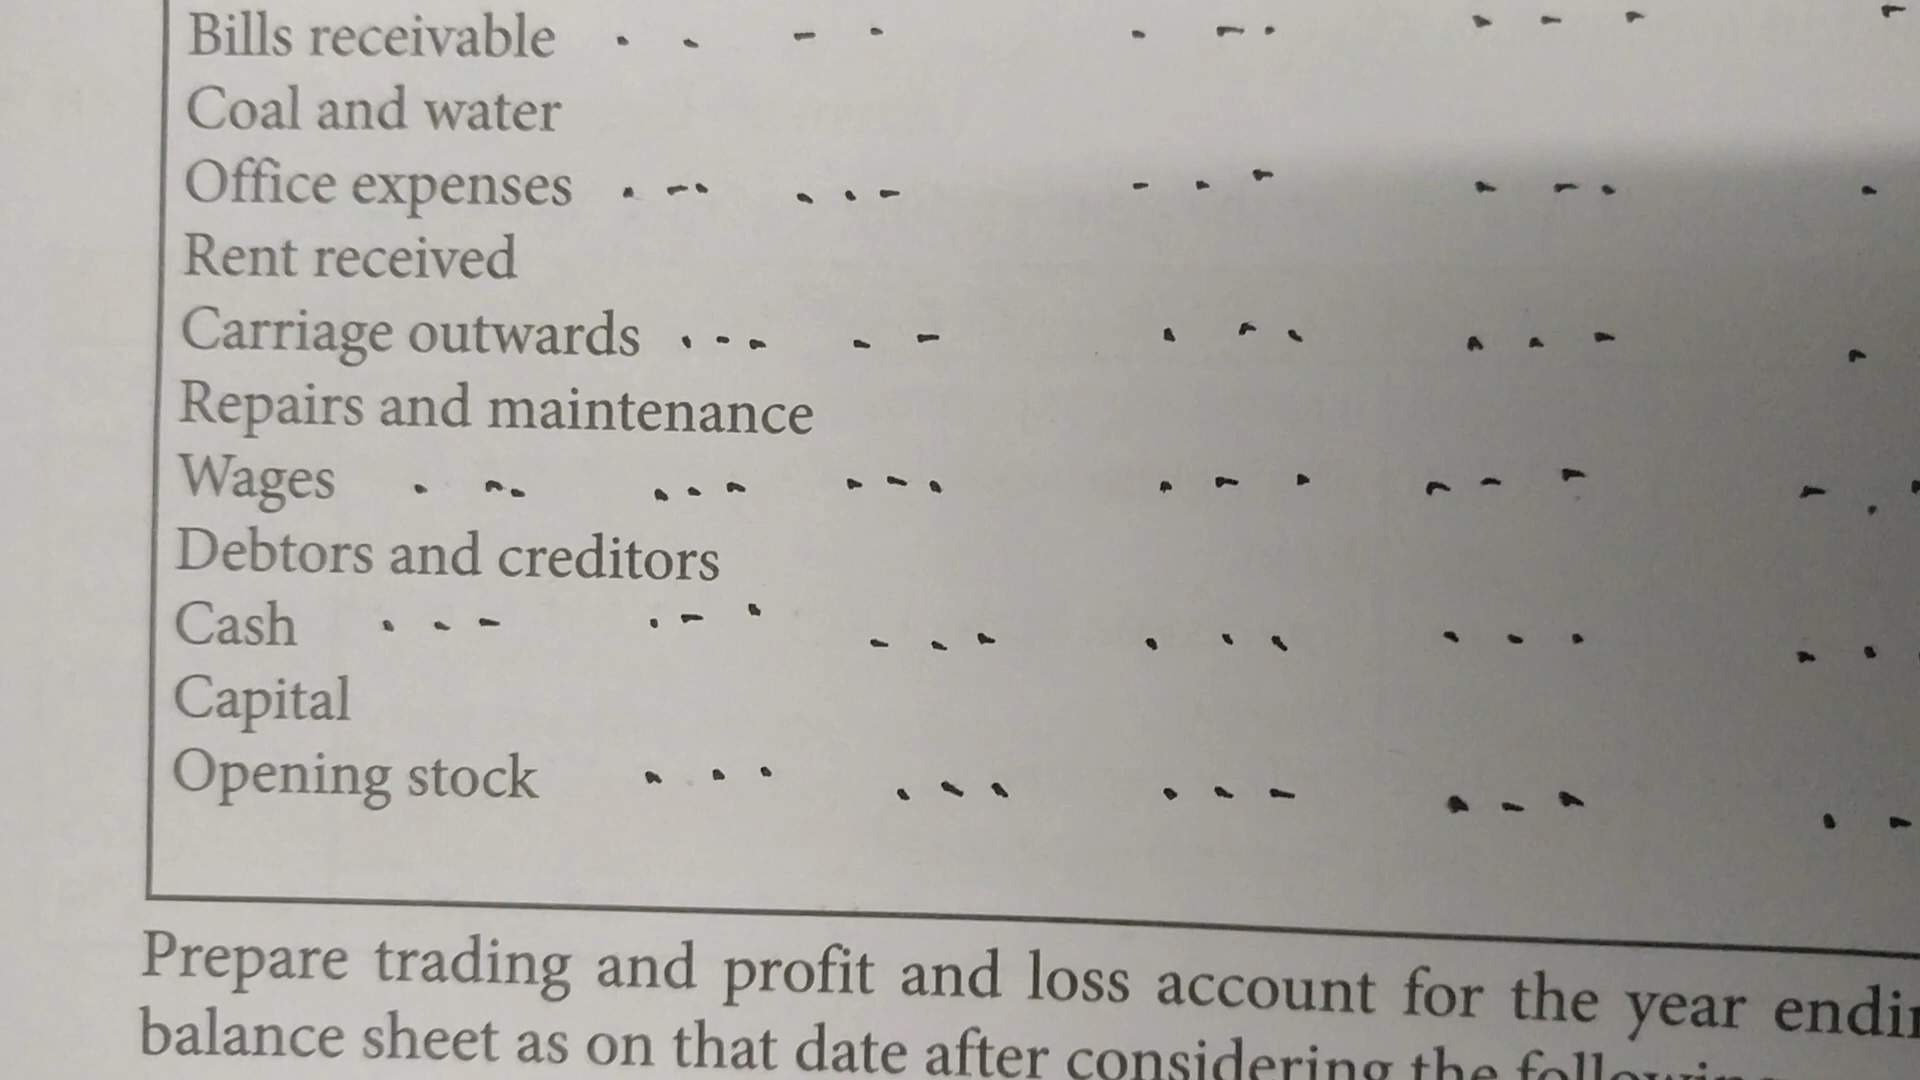 Bills receivable
Coal and water
Office expenses
Rent received
Carriage outwards
Repairs and maintenance
Wages
Debtors and creditors
Cash
Capital
Opening stock
Prepare trading and profit and loss account for the year
balance sheet as on that date after considering the